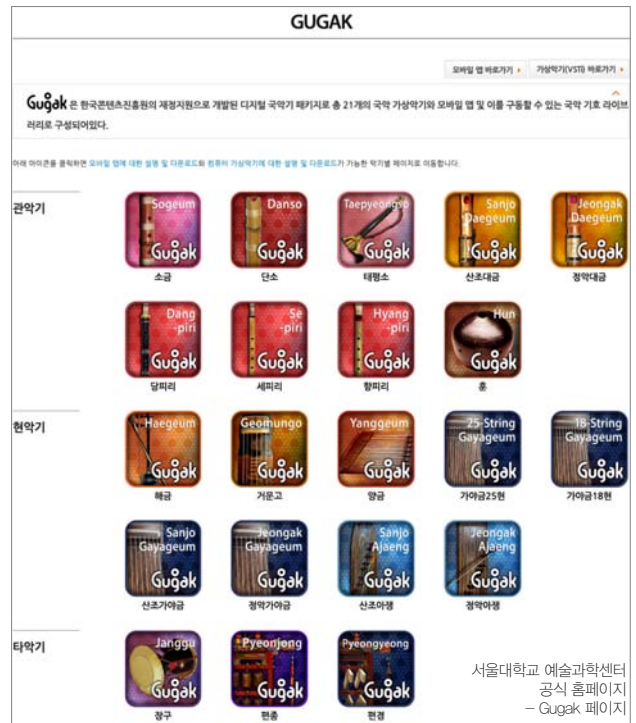 GUGAK
모바일 앱 바로가기 ▸ 가상악기(VSTi) 바로가기 ▸
Gugak 은 한국콘텐츠진흥원의 재정지원으로 개발된 디지털 국악기 패키지로 총 21개의 국악 가상악기와 모바일 앱 및 이를 구동할 수 있는 국악 기호 라이브
러리로 구성되어있다.
아래 아이콘을 클릭하면 모바일 앱에 대한 설명 및 다운로드와 컴퓨터 가상악기에 대한 설명 및 다운로드가 가능한 악기별 페이지로 이동합니다.
관악기
Sogeum Danso Taepyeongso Sanjo Daegeum Jeongak Daegeum
Gugak Gugak Gugak Gugak Gugak
소금 단소 태평소 산조대금 정악대금
Dang -piri Se -piri Hyang -piri Hun
Gugak Gugak Gugak Gugak
당피리 세피리 향피리 훈
현악기
Haegeum Geomungo Yanggeum 25-String Gayageum 18-String Gayageum
Gugak Gugak Gugak Gugak Gugak
해금 거문고 양금 가야금25현 가야금18현
Sanjo Gayageum Jeongak Gayageum Sanjo Ajaeng Jeongak Ajaeng
Gugak Gugak Gugak Gugak
산조가야금 정악가야금 산조아쟁 정악아쟁
타악기
Janggu Pyeonjong Pyeongyeong
Gugak Gugak Gugak
장구 편종 편경
서울대학교 예술과학센터
공식 홈페이지
– Gugak 페이지